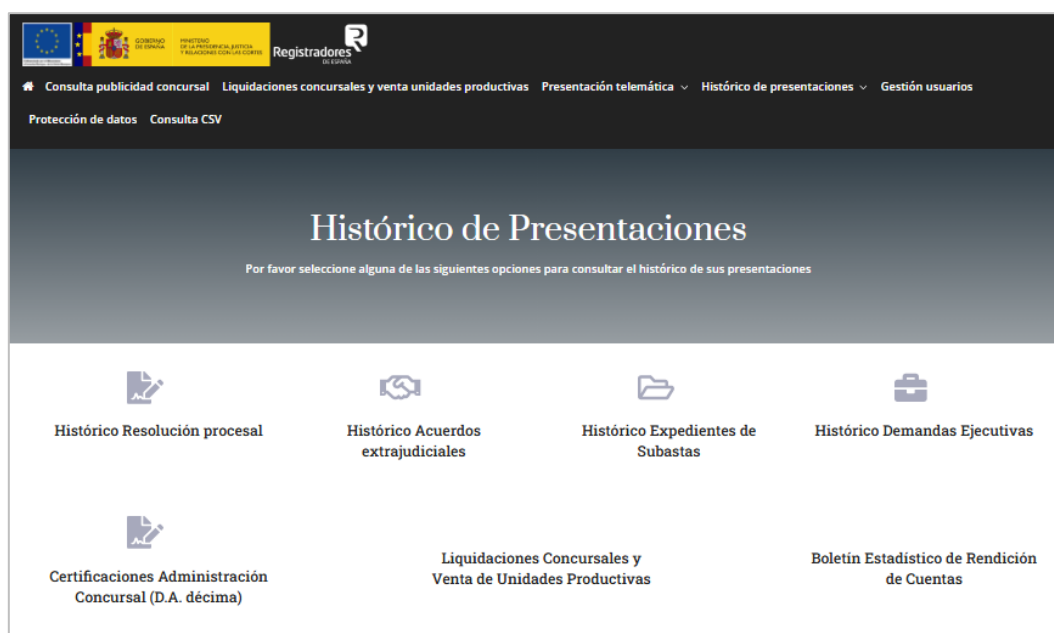 GOBIERNO
DE ESPAÑA
MINISTERIO
DE LA PRESIDENCIA, JUSTICIA
Y RELACIONES CON LAS CORTES
Registradores
DE ESPAÑA
Consulta publicidad concursal Liquidaciones concursales y venta unidades productivas Presentación telemática Histórico de presentaciones Gestión usuarios
Protección de datos Consulta CSV
Histórico de Presentaciones
Por favor seleccione alguna de las siguientes opciones para consultar el histórico de sus presentaciones
Histórico Resolución procesal
Histórico Acuerdos
extrajudiciales
Histórico Expedientes de
Subastas
Histórico Demandas Ejecutivas
Certificaciones Administración
Concursal (D.A. décima)
Liquidaciones Concursales y
Venta de Unidades Productivas
Boletín Estadístico de Rendición
de Cuentas